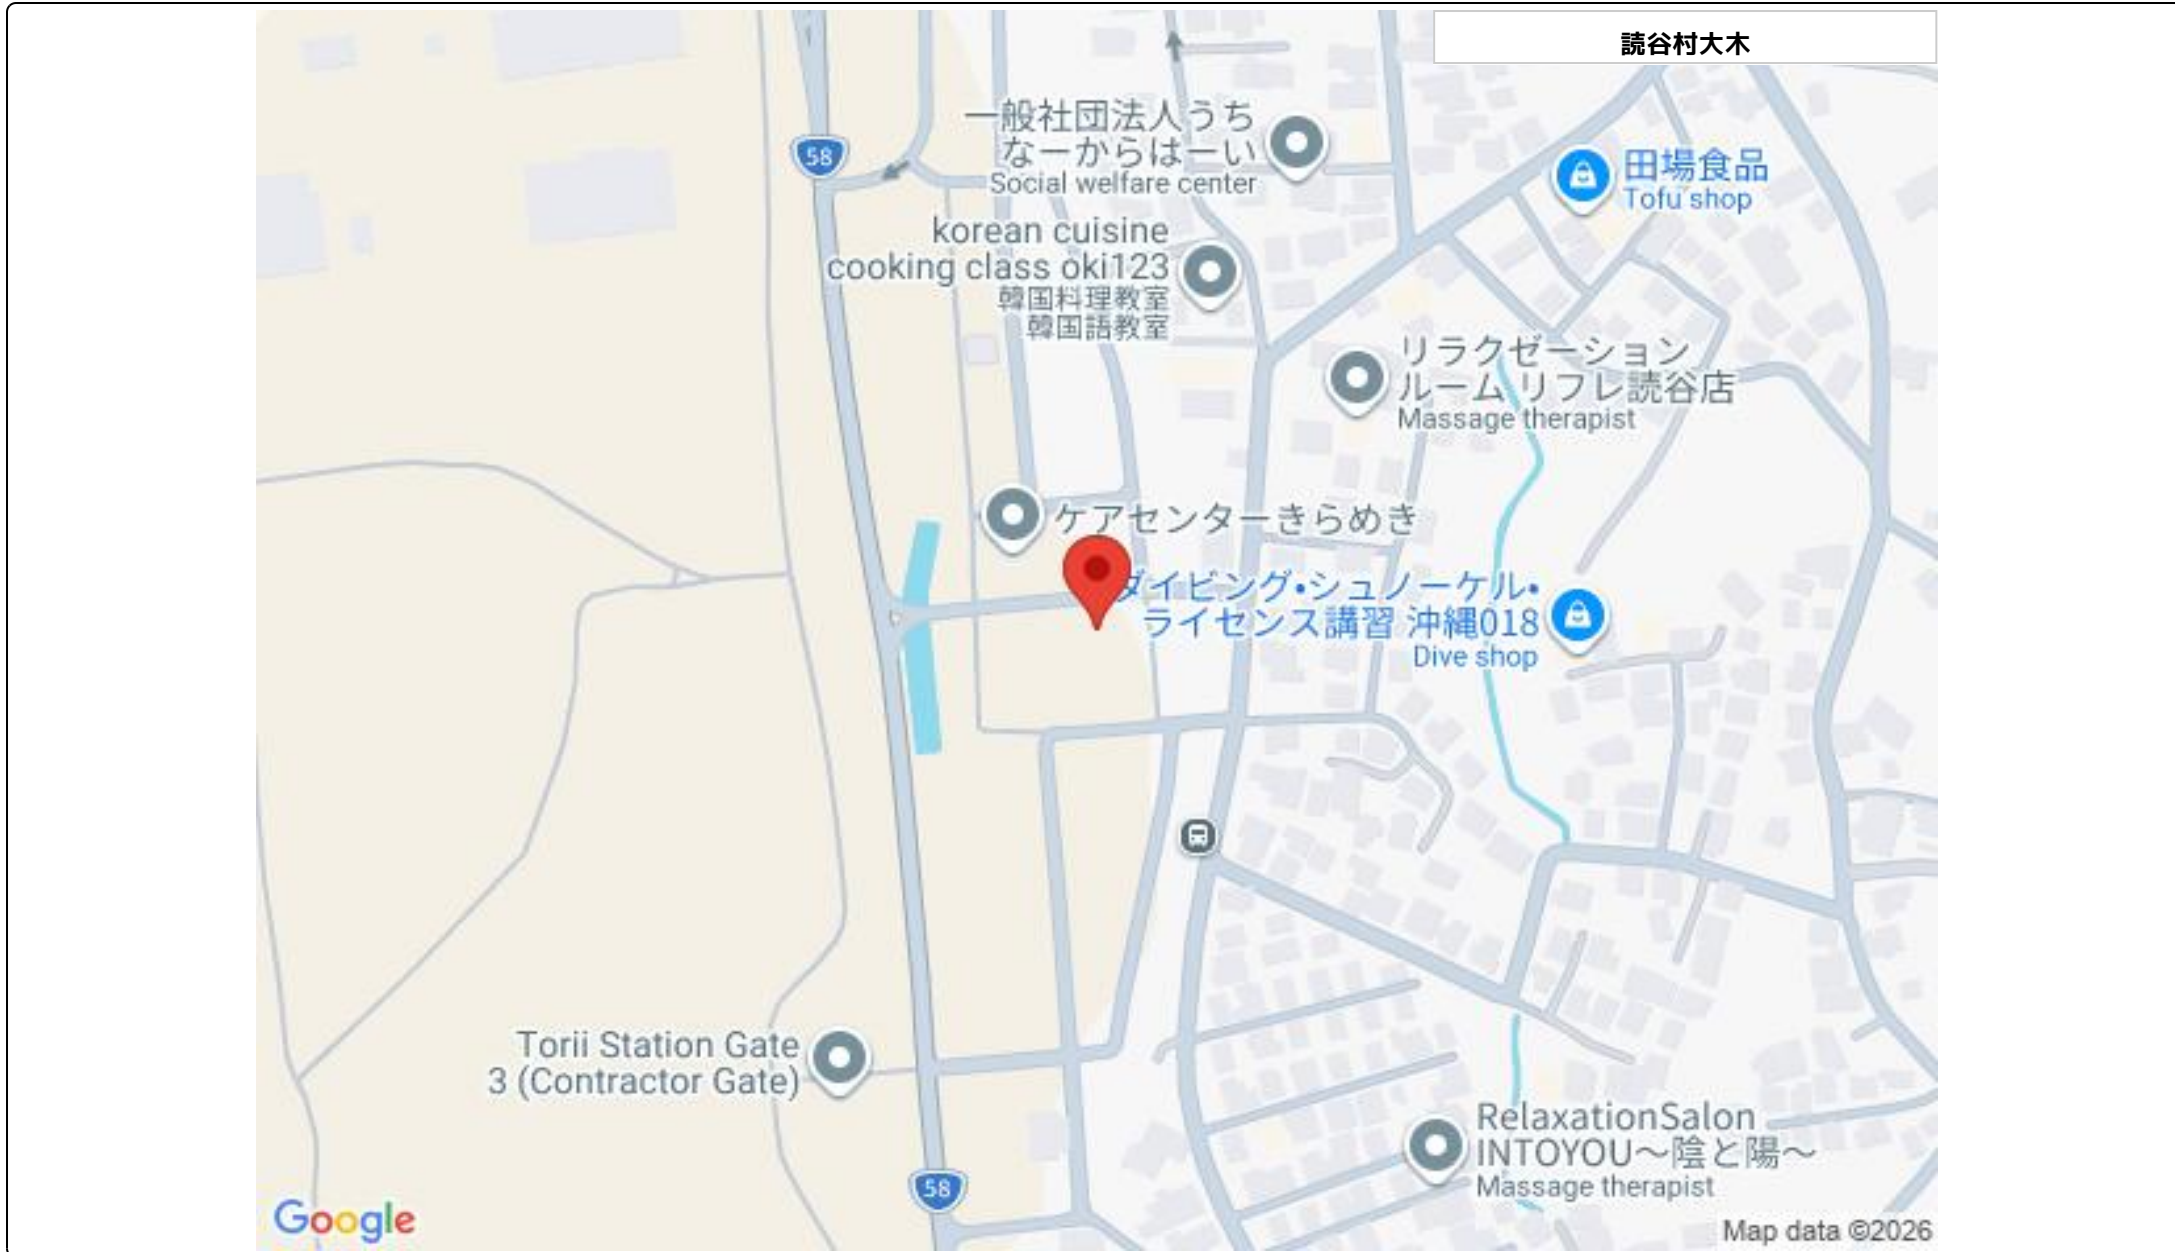 読谷村大木
一般社団法人うち
なーからはーい
Social welfare center
58
田場食品
Tofu shop
korean cuisine
cooking class oki123
韓国料理教室
韓国語教室
リラクゼーション
ルーム リフレ読谷店
Massage therapist
ケアセンターきらめき
ダイビング•シュノーケル•
ライセンス講習 沖縄018
Dive shop
Torii Station Gate
3 (Contractor Gate)
RelaxationSalon
INTOYOU〜陰と陽〜
Massage therapist
58
Google
Map data ©2026